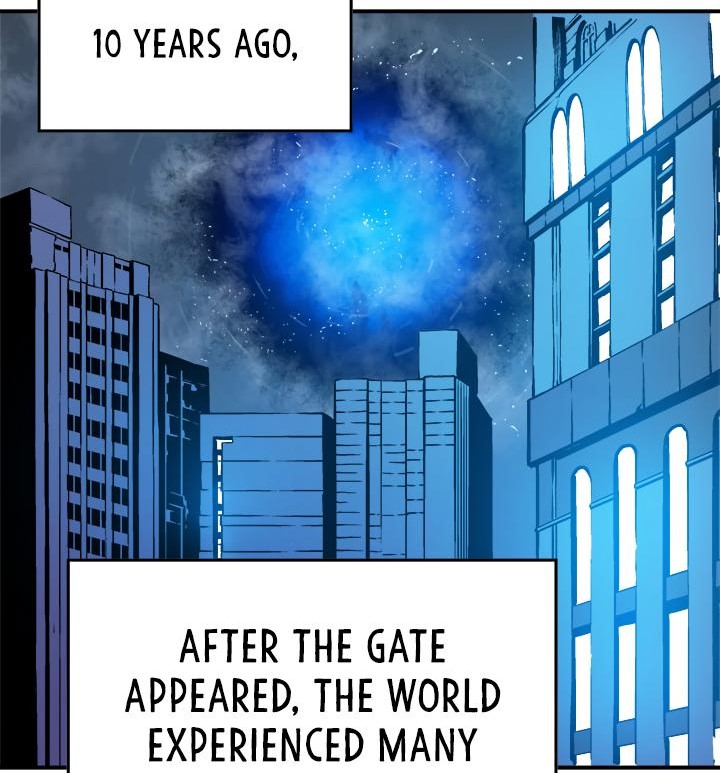 10 YEARS AGO,
AFTER THE GATE
APPEARED, THE WORLD
EXPERIENCED MANY